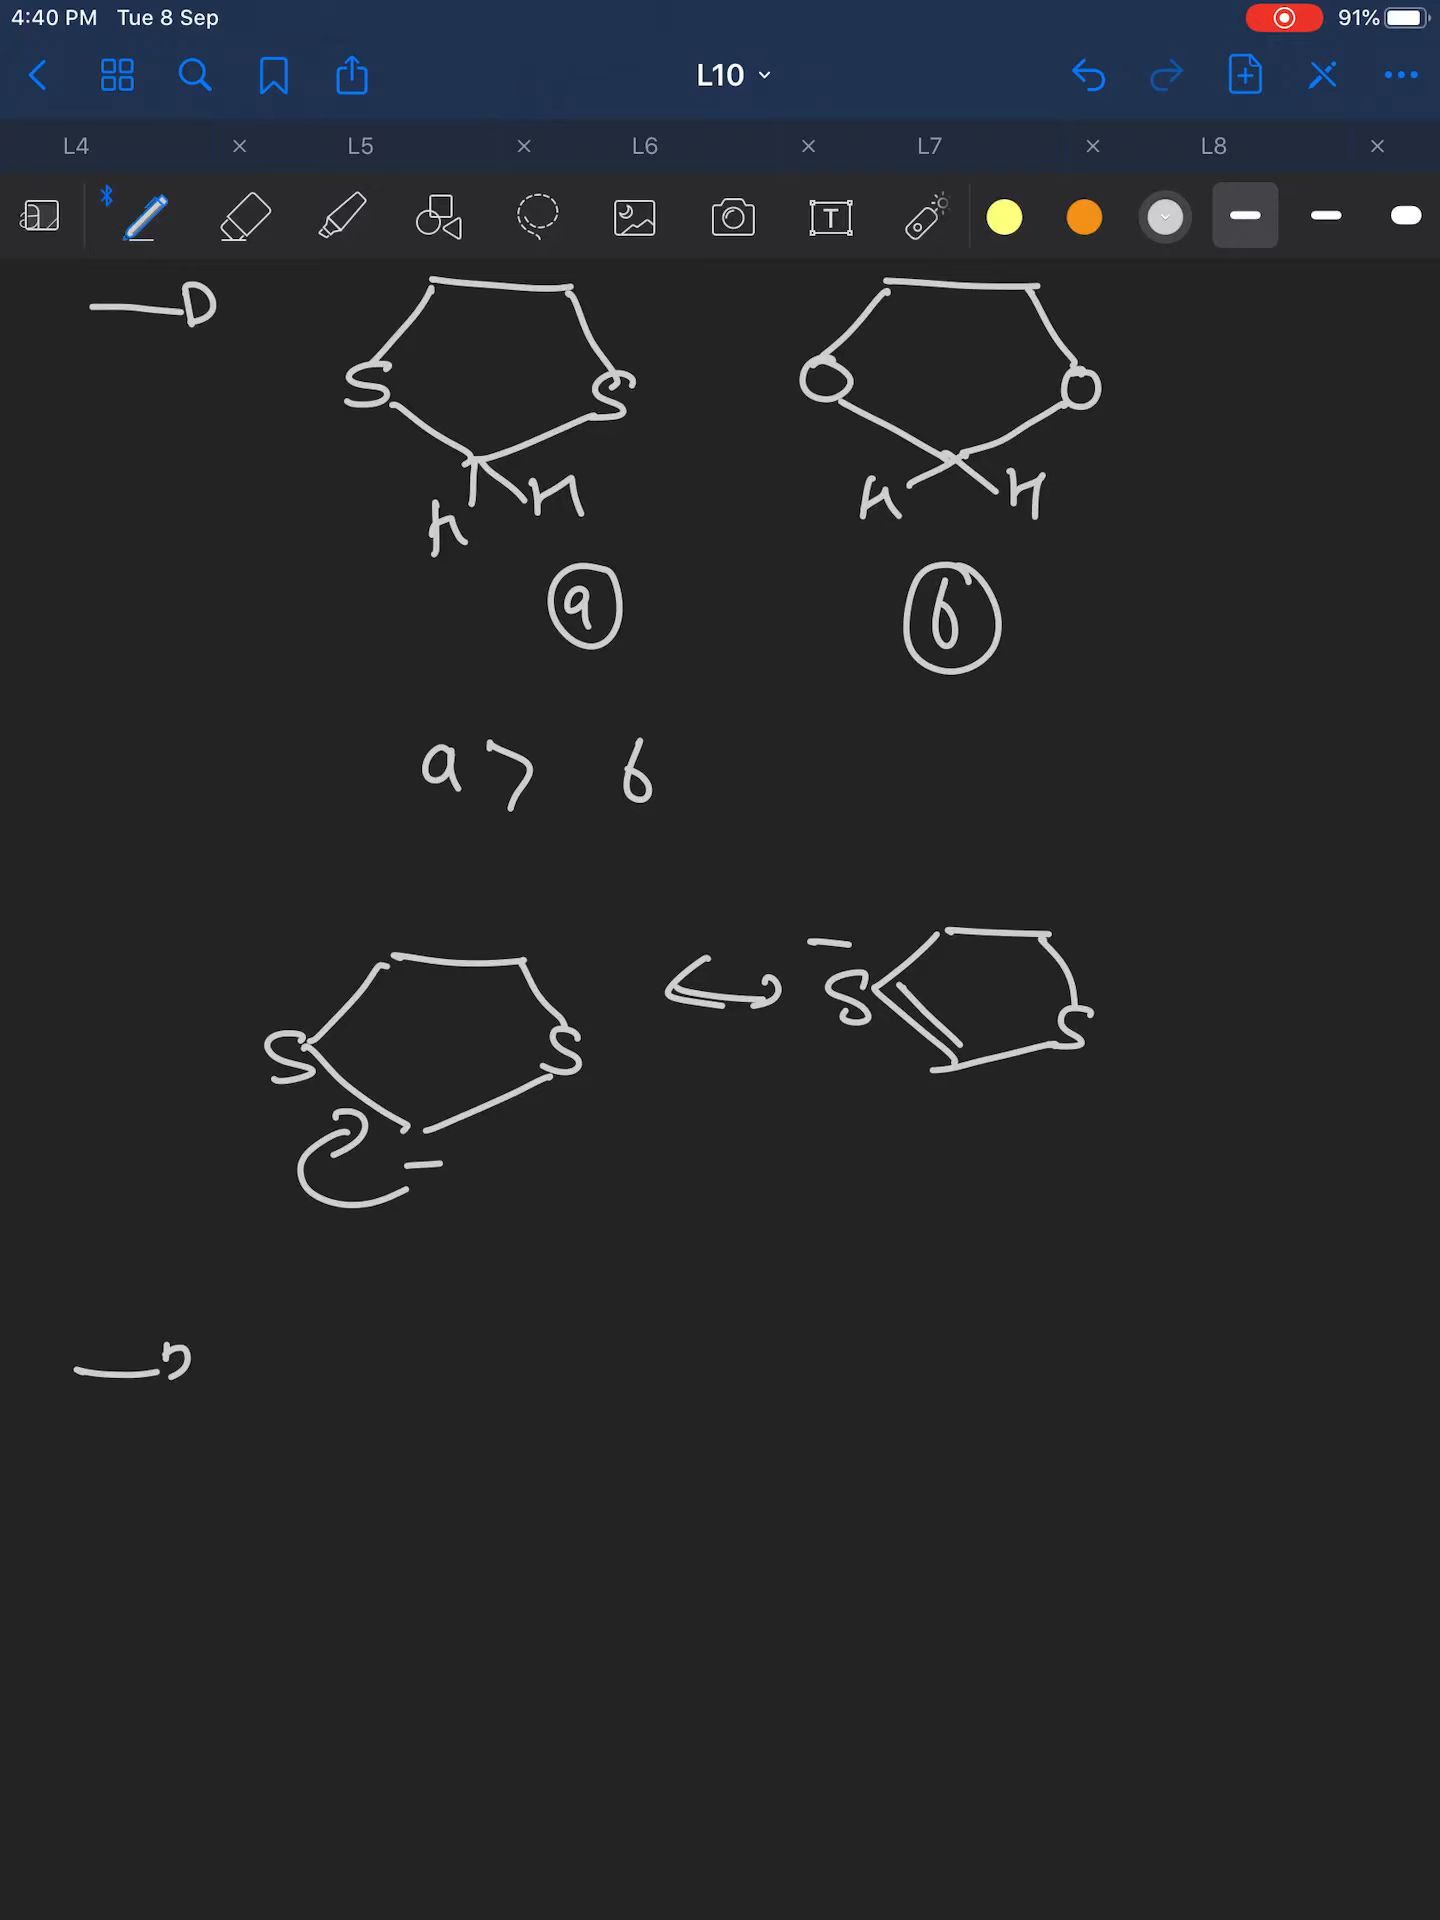 4:40 PM Tue 8 Sep 91%
L10
L4 × L5 × L6 × L7 × L8 ×
a T
S S O O
H H H H
a b
a > b
S S S S